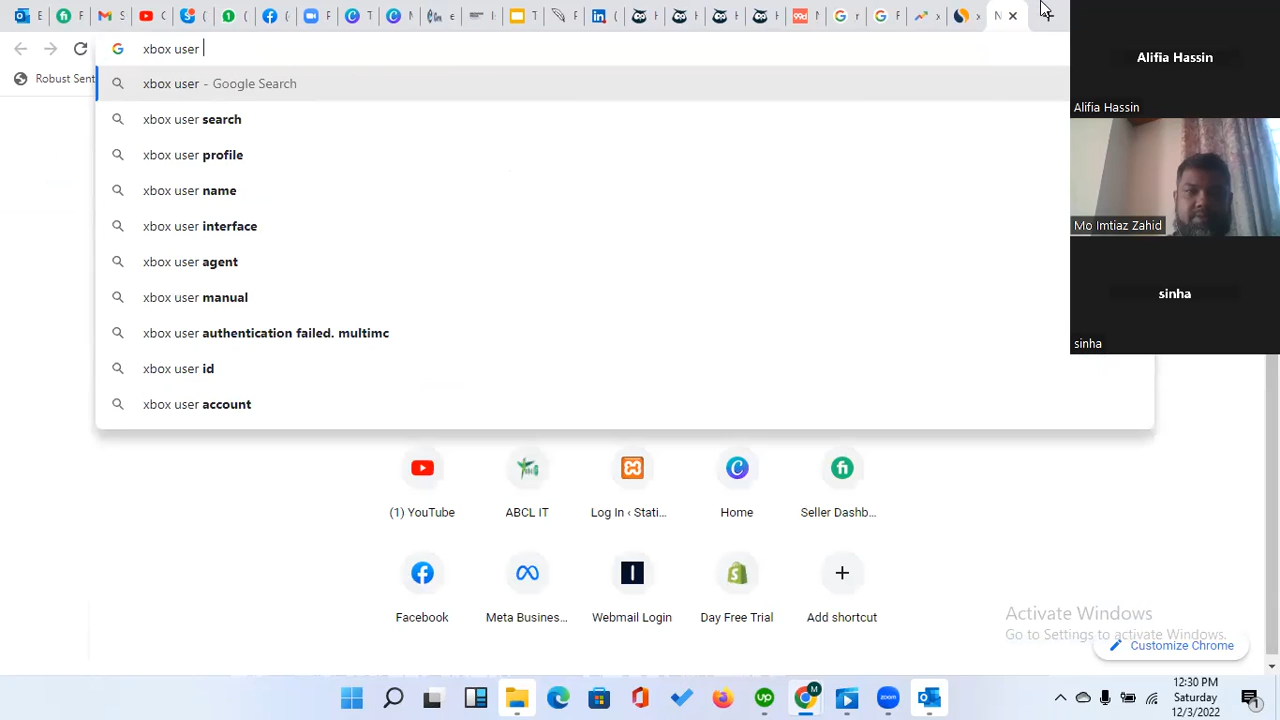 xbox user
Robust Sent
xbox user - Google Search
xbox user search
xbox user profile
xbox user name
xbox user interface
xbox user agent
xbox user manual
xbox user authentication failed. multimc
xbox user id
xbox user account
(1) YouTube
ABCL IT
Log In ‹ Stati...
Home
Seller Dashb...
Facebook
Meta Busines...
Webmail Login
Day Free Trial
Add shortcut
Activate Windows
Go to Settings to activate Windows.
Customize Chrome
Alifia Hassin
Alifia Hassin
Mo Imtiaz Zahid
sinha
sinha
12:30 PM
Saturday
12/3/2022